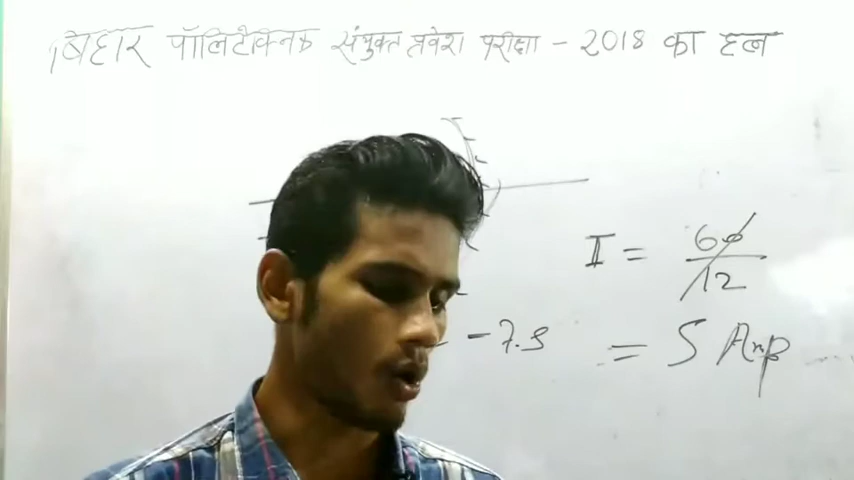 बिहार पॉलिटेक्निक संयुक्त प्रवेश परीक्षा - 2018 का हल
I = 60/12
- 7.5
= 5 Amp